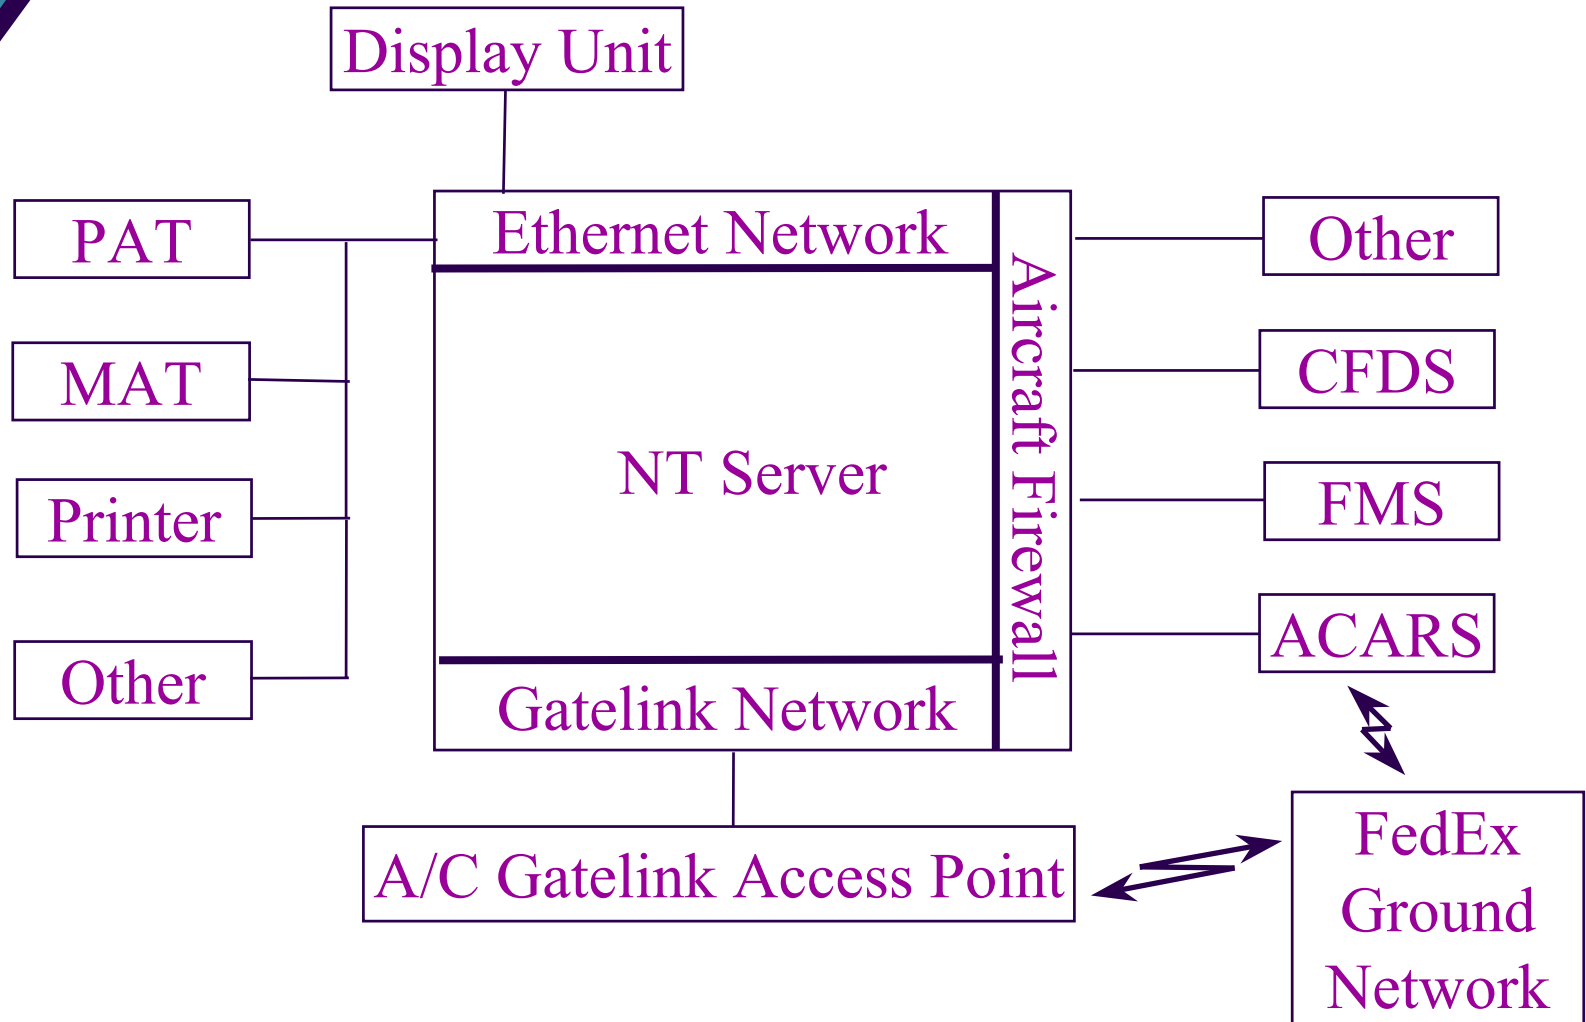 Display Unit
PAT
Ethernet Network
Other
MAT
Aircraft Firewall
CFDS
NT Server
Printer
FMS
Other
ACARS
Gatelink Network
A/C Gatelink Access Point
FedEx
Ground
Network